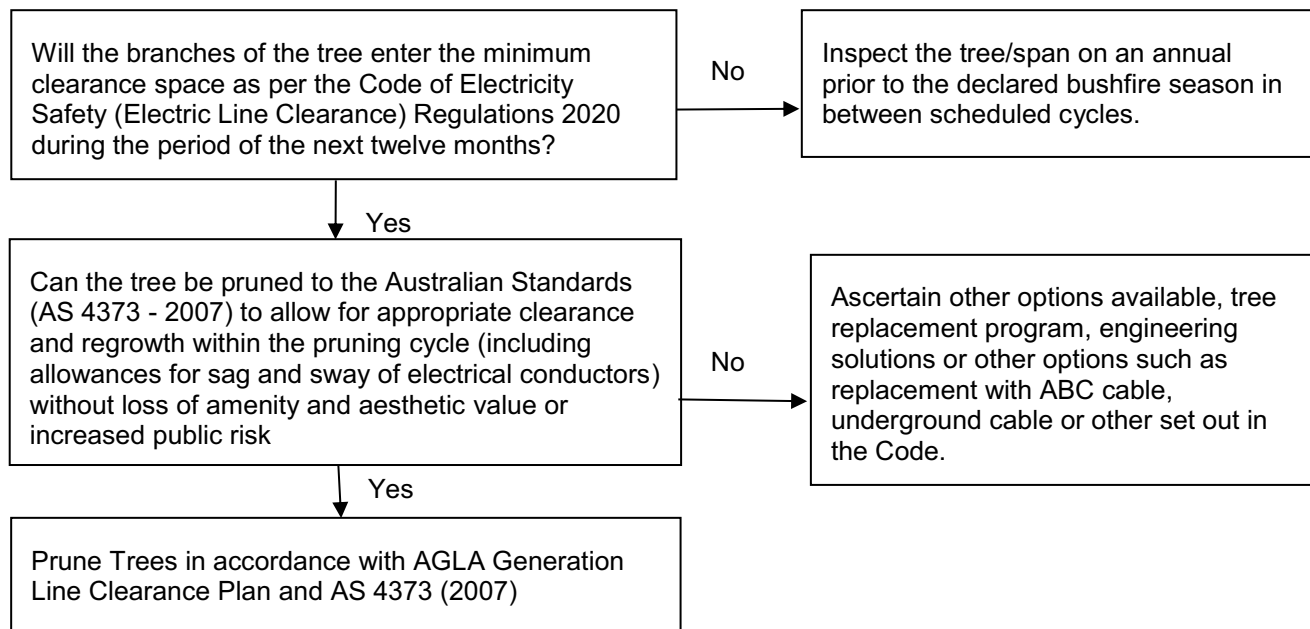 Will the branches of the tree enter the minimum
clearance space as per the Code of Electricity
Safety (Electric Line Clearance) Regulations 2020
during the period of the next twelve months?
No
Inspect the tree/span on an annual
prior to the declared bushfire season in
between scheduled cycles.
Yes
Can the tree be pruned to the Australian Standards
(AS 4373 - 2007) to allow for appropriate clearance
and regrowth within the pruning cycle (including
allowances for sag and sway of electrical conductors)
without loss of amenity and aesthetic value or
increased public risk
No
Ascertain other options available, tree
replacement program, engineering
solutions or other options such as
replacement with ABC cable,
underground cable or other set out in
the Code.
Yes
Prune Trees in accordance with AGLA Generation
Line Clearance Plan and AS 4373 (2007)